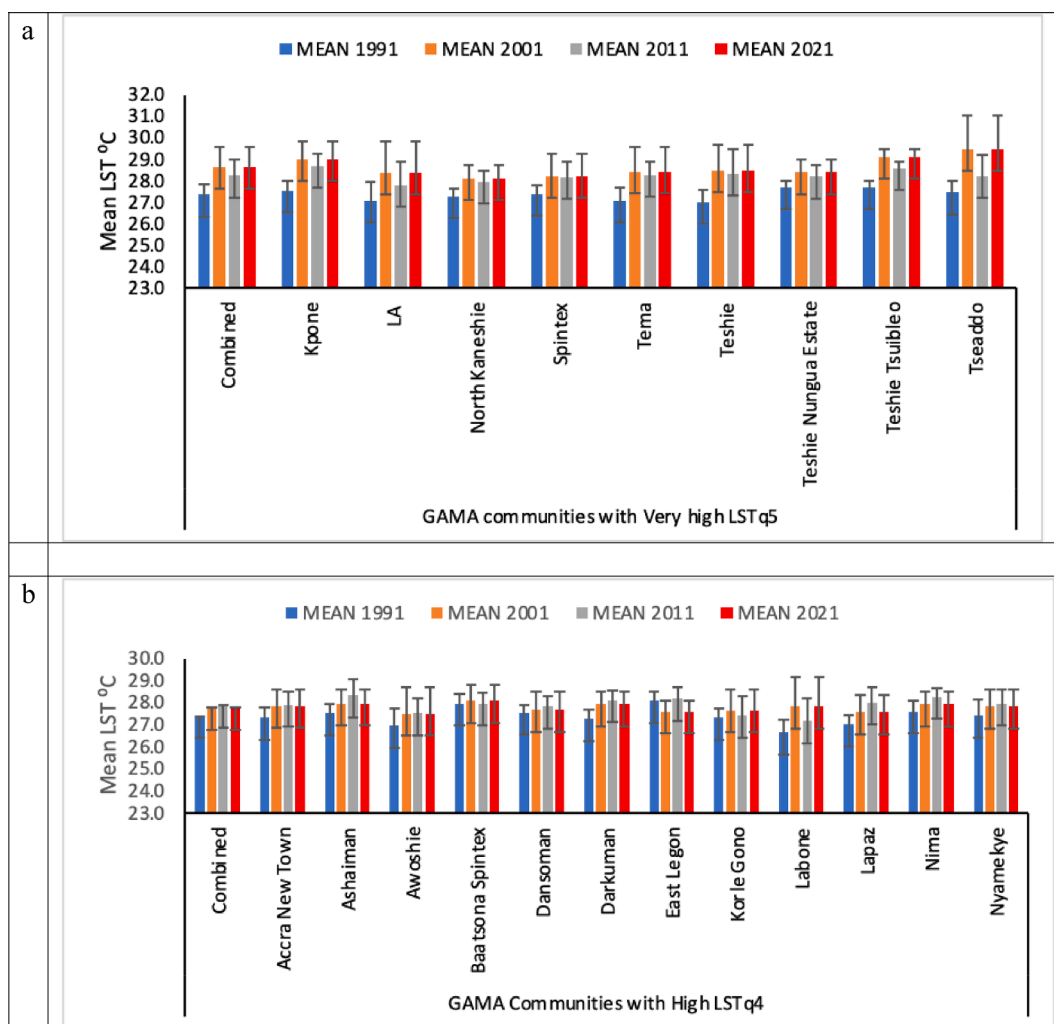 a
MEAN 1991 MEAN 2001 MEAN 2011 MEAN 2021
32.0
31.0
30.0
29.0
28.0
27.0
26.0
25.0
24.0
23.0
Mean LST ⁰C
Combined
Kpone
LA
North Kaneshie
Spintex
Tema
Teshie
Teshie Nungua Estate
Teshie Tsuibleo
Tseaddo
GAMA communities with Very high LSTq5
b
MEAN 1991 MEAN 2001 MEAN 2011 MEAN 2021
30.0
29.0
28.0
27.0
26.0
25.0
24.0
23.0
Mean LST ⁰C
Combined
Accra New Town
Ashaiman
Awoshie
Baatsona Spintex
Dansoman
Darkuman
East Legon
Korle Gono
Labone
Lapaz
Nima
Nyamekye
GAMA Communities with High LSTq4